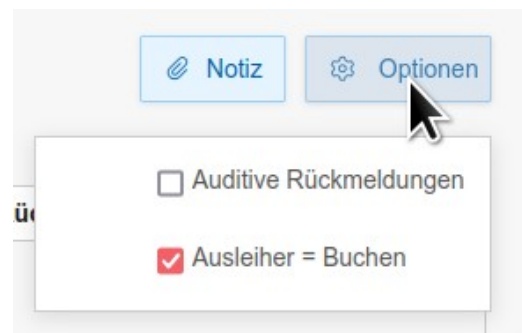 Notiz
Optionen
Auditive Rückmeldungen
Ausleiher = Buchen